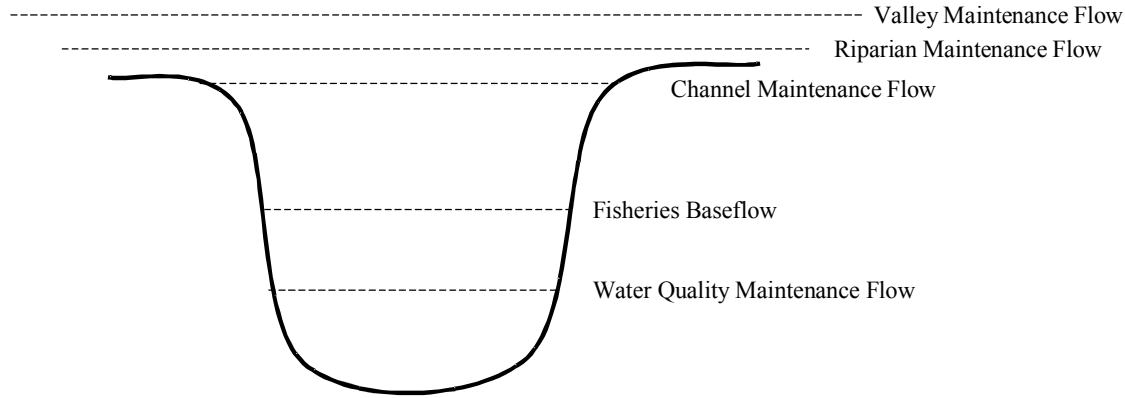 Valley Maintenance Flow
Riparian Maintenance Flow
Channel Maintenance Flow
Fisheries Baseflow
Water Quality Maintenance Flow